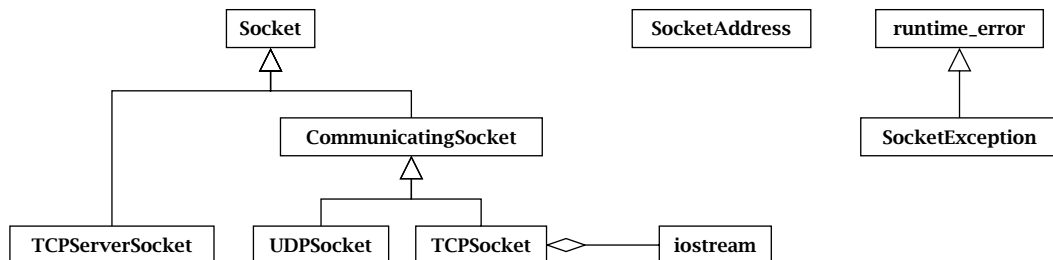 Socket
SocketAddress
runtime_error
CommunicatingSocket
SocketException
TCPServerSocket
UDPSocket
TCPSocket
iostream